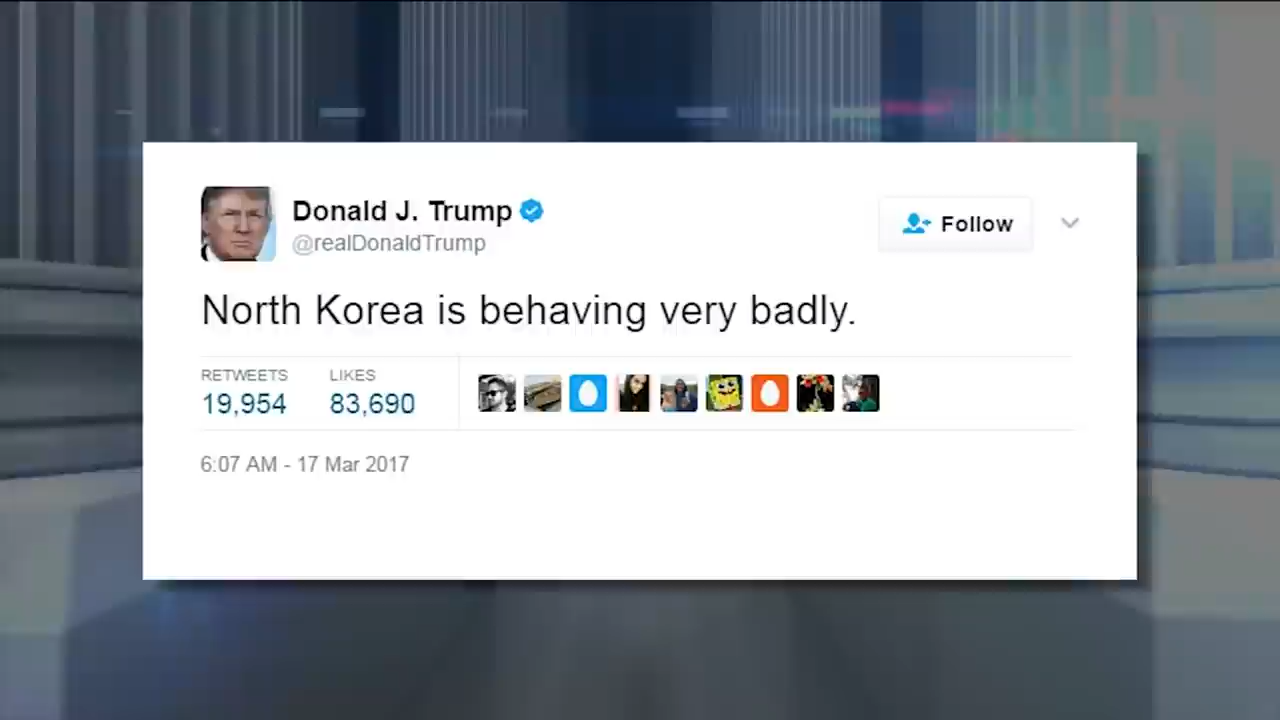 Donald J. Trump
@realDonaldTrump
Follow
North Korea is behaving very badly.
RETWEETS LIKES
19,954 83,690
6:07 AM - 17 Mar 2017